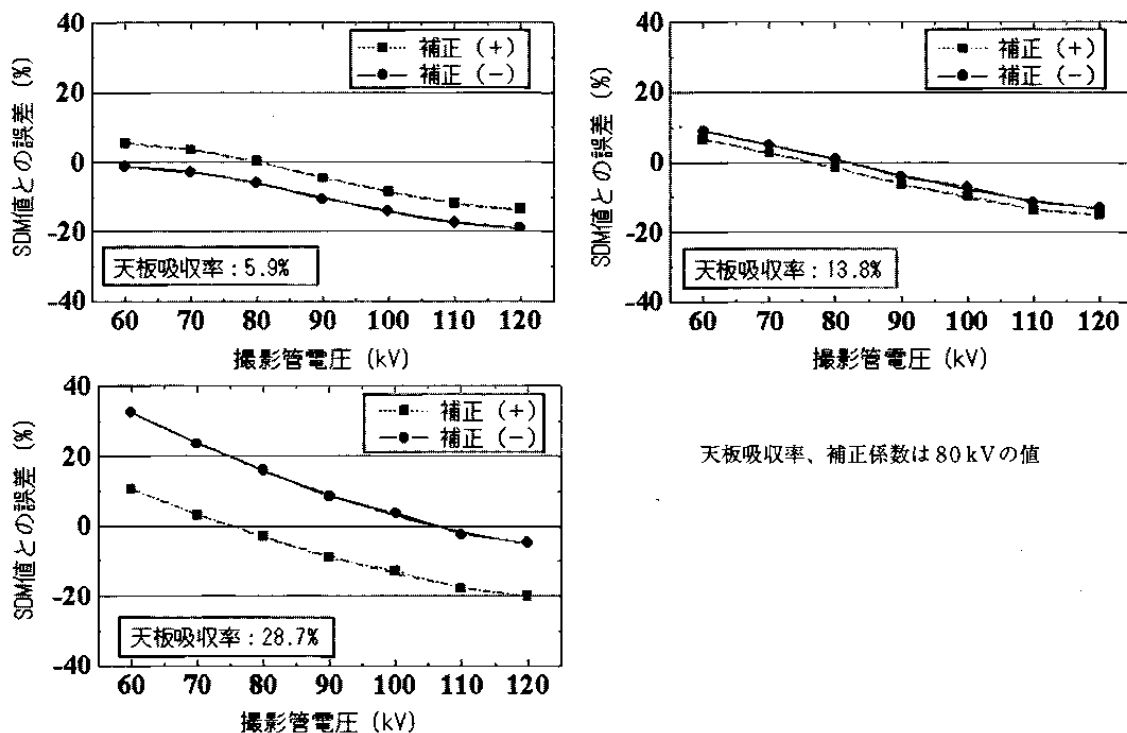 40
20
0
-20
-40
SDM値との誤差 (%)
補正 (+)
補正 (−)
天板吸収率:5.9%
60 70 80 90 100 110 120
撮影管電圧 (kV)
40
20
0
-20
-40
SDM値との誤差 (%)
補正 (+)
補正 (−)
天板吸収率:13.8%
60 70 80 90 100 110 120
撮影管電圧 (kV)
40
20
0
-20
-40
SDM値との誤差 (%)
補正 (+)
補正 (−)
天板吸収率:28.7%
60 70 80 90 100 110 120
撮影管電圧 (kV)
天板吸収率、補正係数は80 kVの値